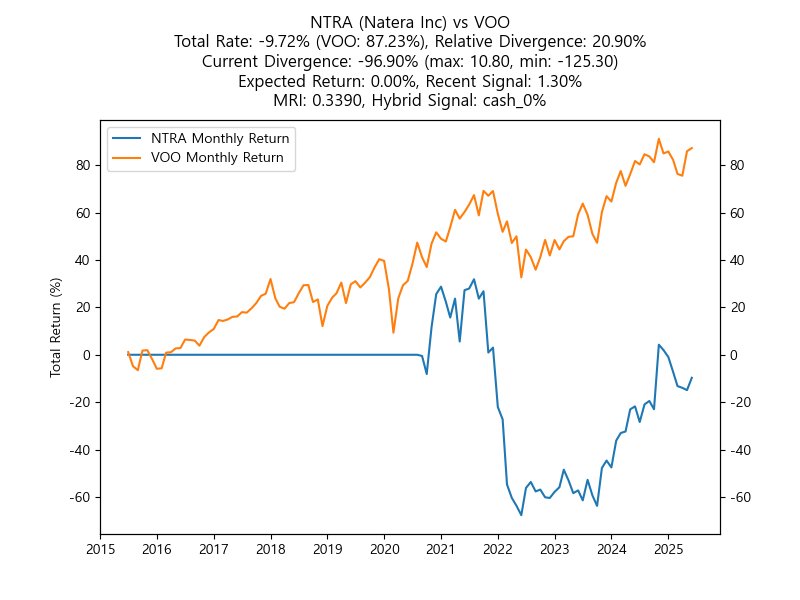 NTRA (Natera Inc) vs VOO
Total Rate: -9.72% (VOO: 87.23%), Relative Divergence: 20.90%
Current Divergence: -96.90% (max: 10.80, min: -125.30)
Expected Return: 0.00%, Recent Signal: 1.30%
MRI: 0.3390, Hybrid Signal: cash_0%
NTRA Monthly Return
VOO Monthly Return
Total Return (%)
80 80
60 60
40 40
20 20
0 0
-20 -20
-40 -40
-60 -60
2015 2016 2017 2018 2019 2020 2021 2022 2023 2024 2025